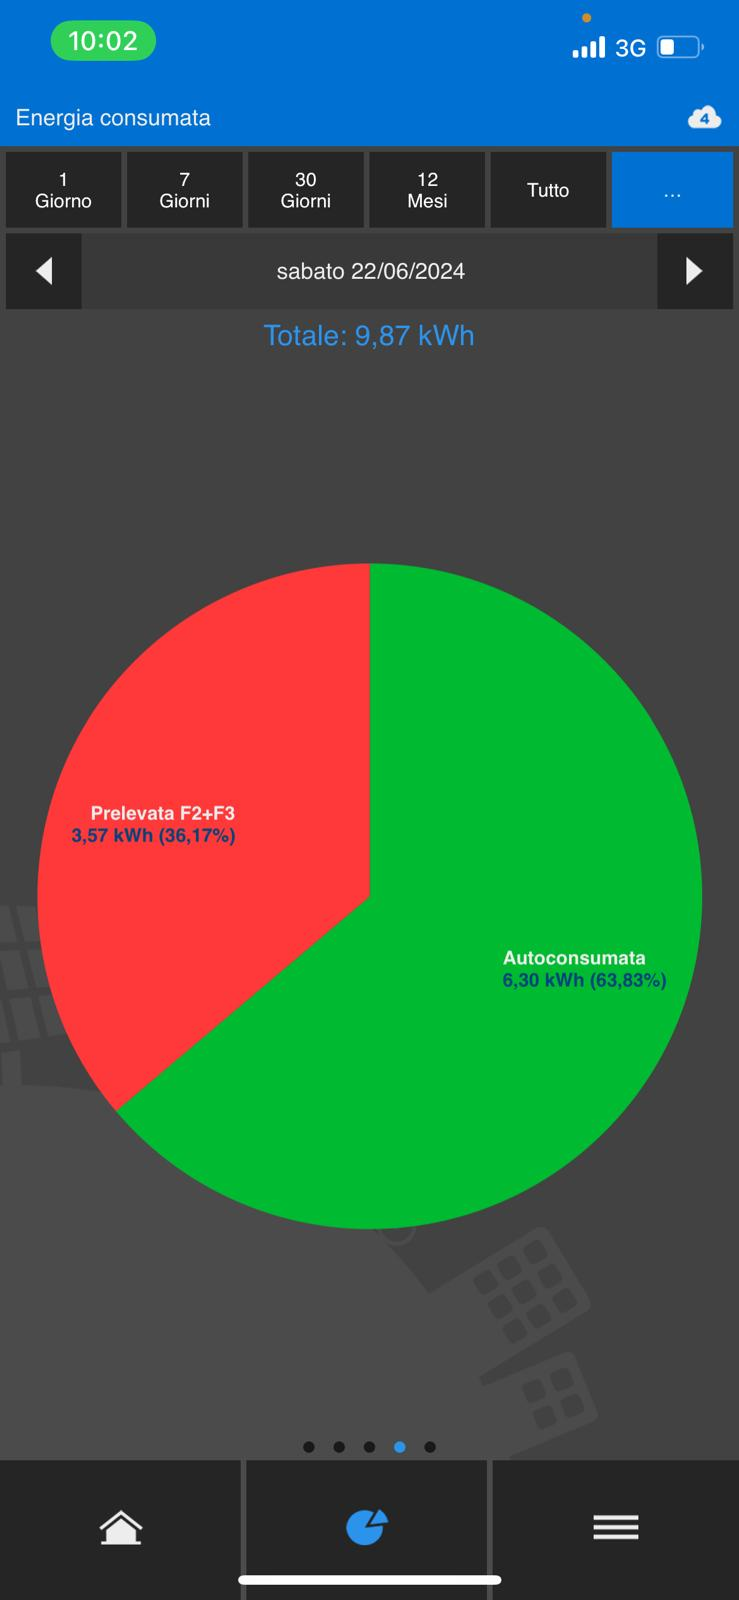 10:02
3G
Energia consumata
4
1
Giorno
7
Giorni
30
Giorni
12
Mesi
Tutto
...
sabato 22/06/2024
Totale: 9,87 kWh
Prelevata F2+F3
3,57 kWh (36,17%)
Autoconsumata
6,30 kWh (63,83%)